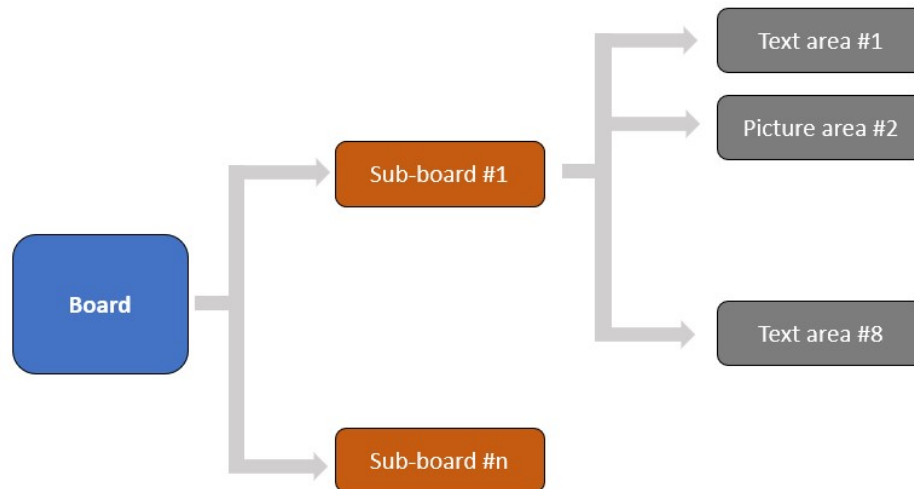 Text area #1
Picture area #2
Sub-board #1
Board
Text area #8
Sub-board #n